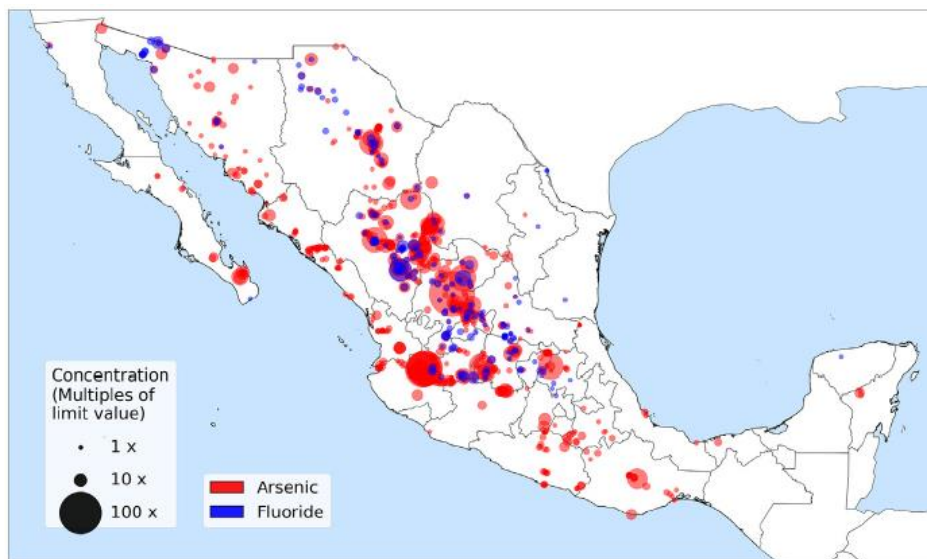 Concentration
(Multiples of
limit value)
1 x
10 x
100 x
Arsenic
Fluoride